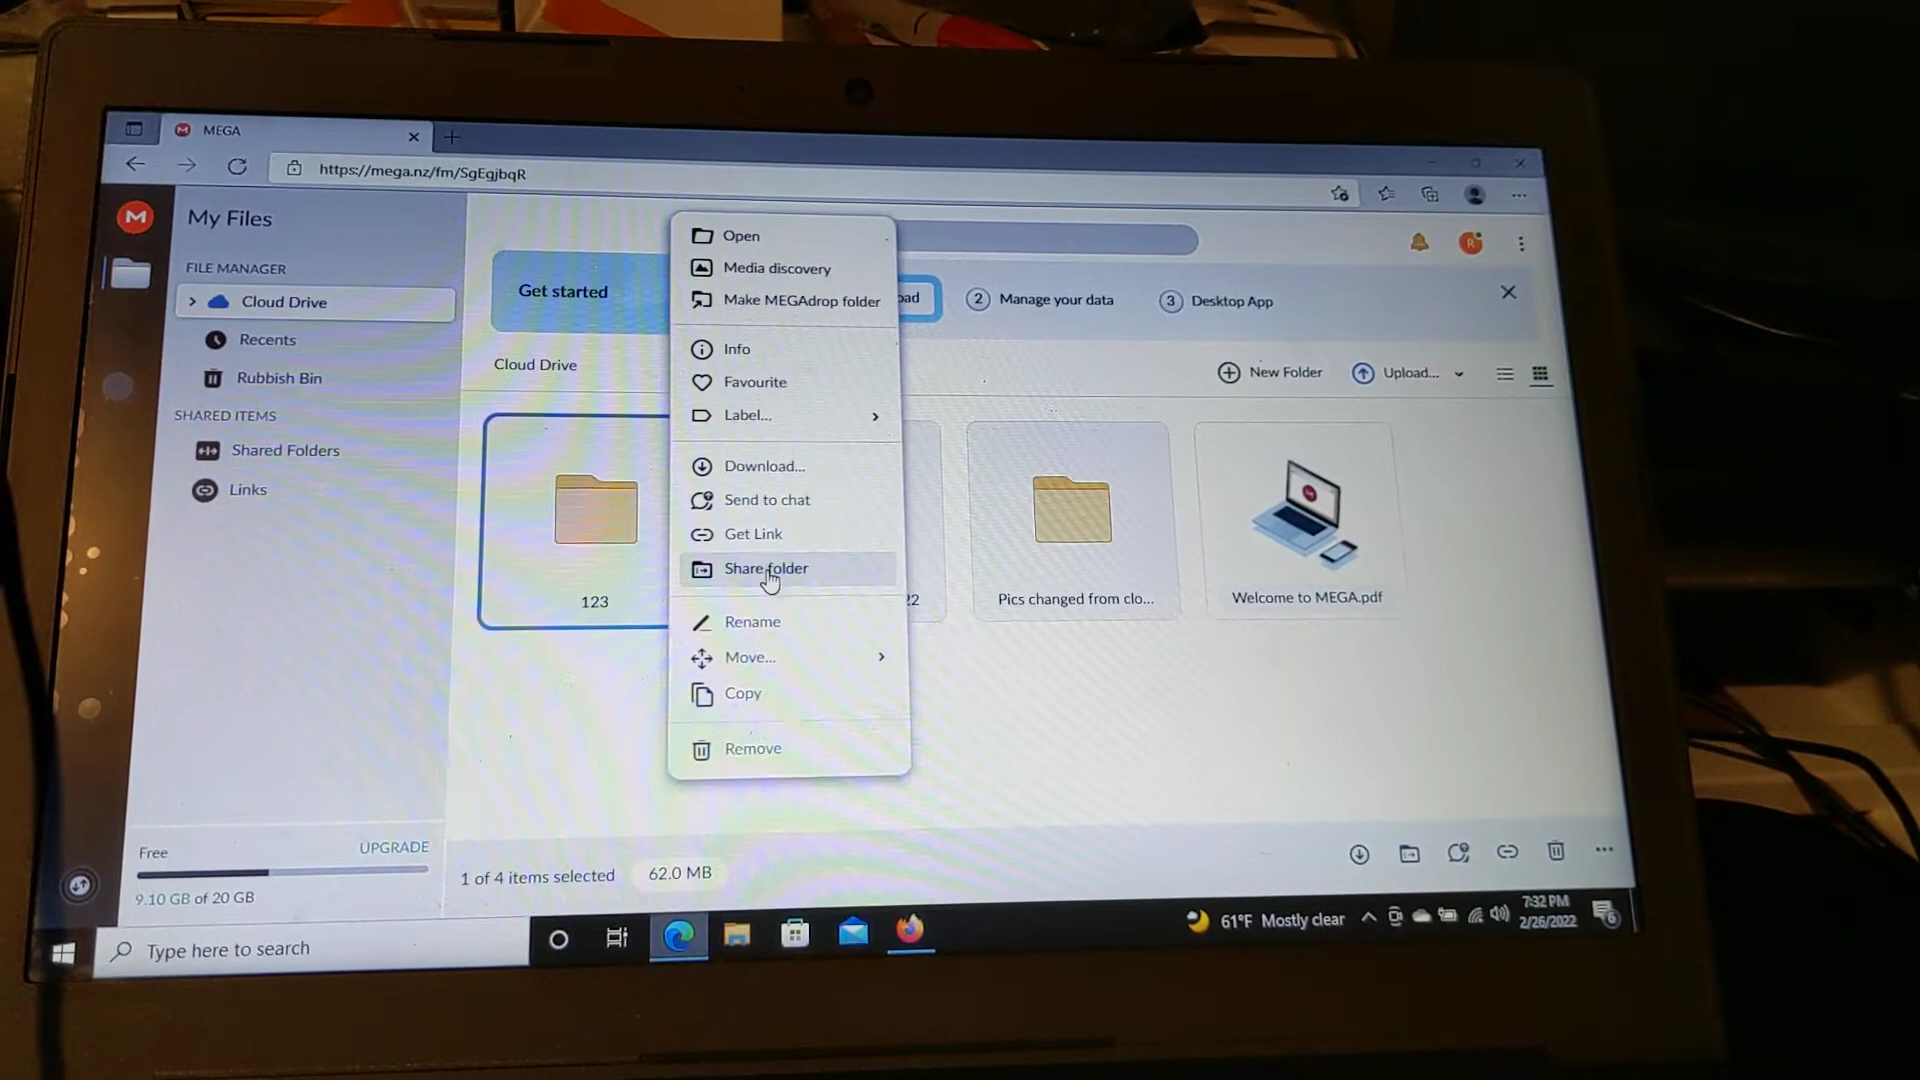 MEGA
https://mega.nz/fm/SgEgjbqR
My Files
FILE MANAGER
Cloud Drive
Recents
Rubbish Bin
SHARED ITEMS
Shared Folders
Links
Free
UPGRADE
9.10 GB of 20 GB
Get started
2 Manage your data
3 Desktop App
Cloud Drive
New Folder
Upload...
123
22
Pics changed from clo...
Welcome to MEGA.pdf
Open
Media discovery
Make MEGAdrop folder
Info
Favourite
Label...
Download...
Send to chat
Get Link
Share folder
Rename
Move...
Copy
Remove
1 of 4 items selected
62.0 MB
Type here to search
61°F Mostly clear
7:32 PM
2/26/2022
6